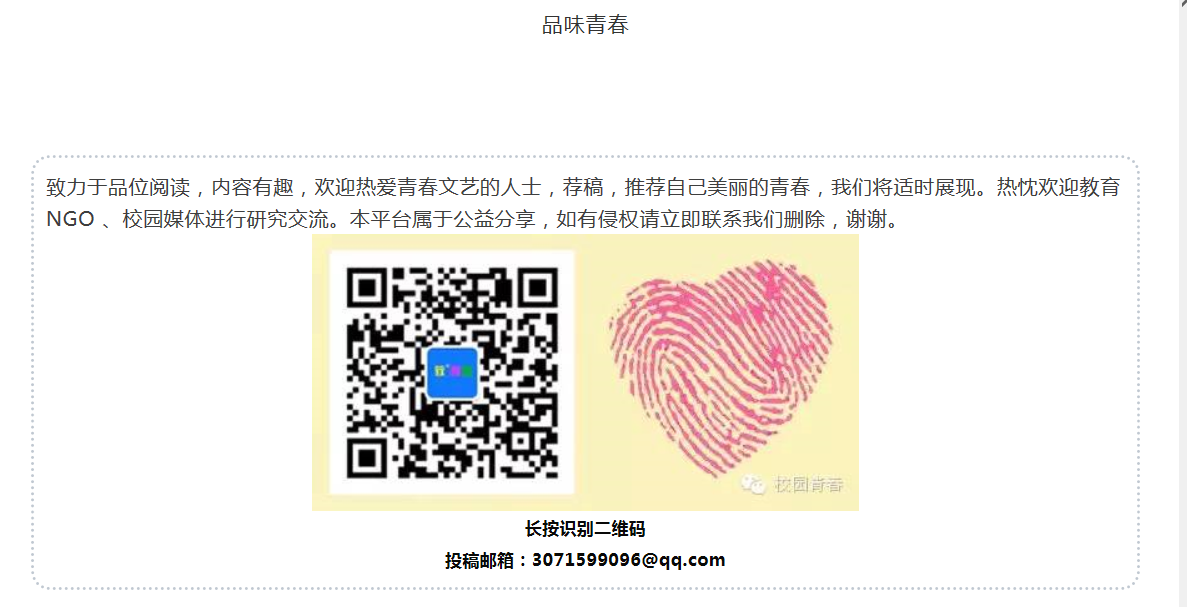 品味青春
致力于品位阅读，内容有趣，欢迎热爱青春文艺的人士，荐稿，推荐自己美丽的青春，我们将适时展现。热忱欢迎教育
NGO 、校园媒体进行研究交流。本平台属于公益分享，如有侵权请立即联系我们删除，谢谢。
校园青春
长按识别二维码
投稿邮箱：3071599096@qq.com